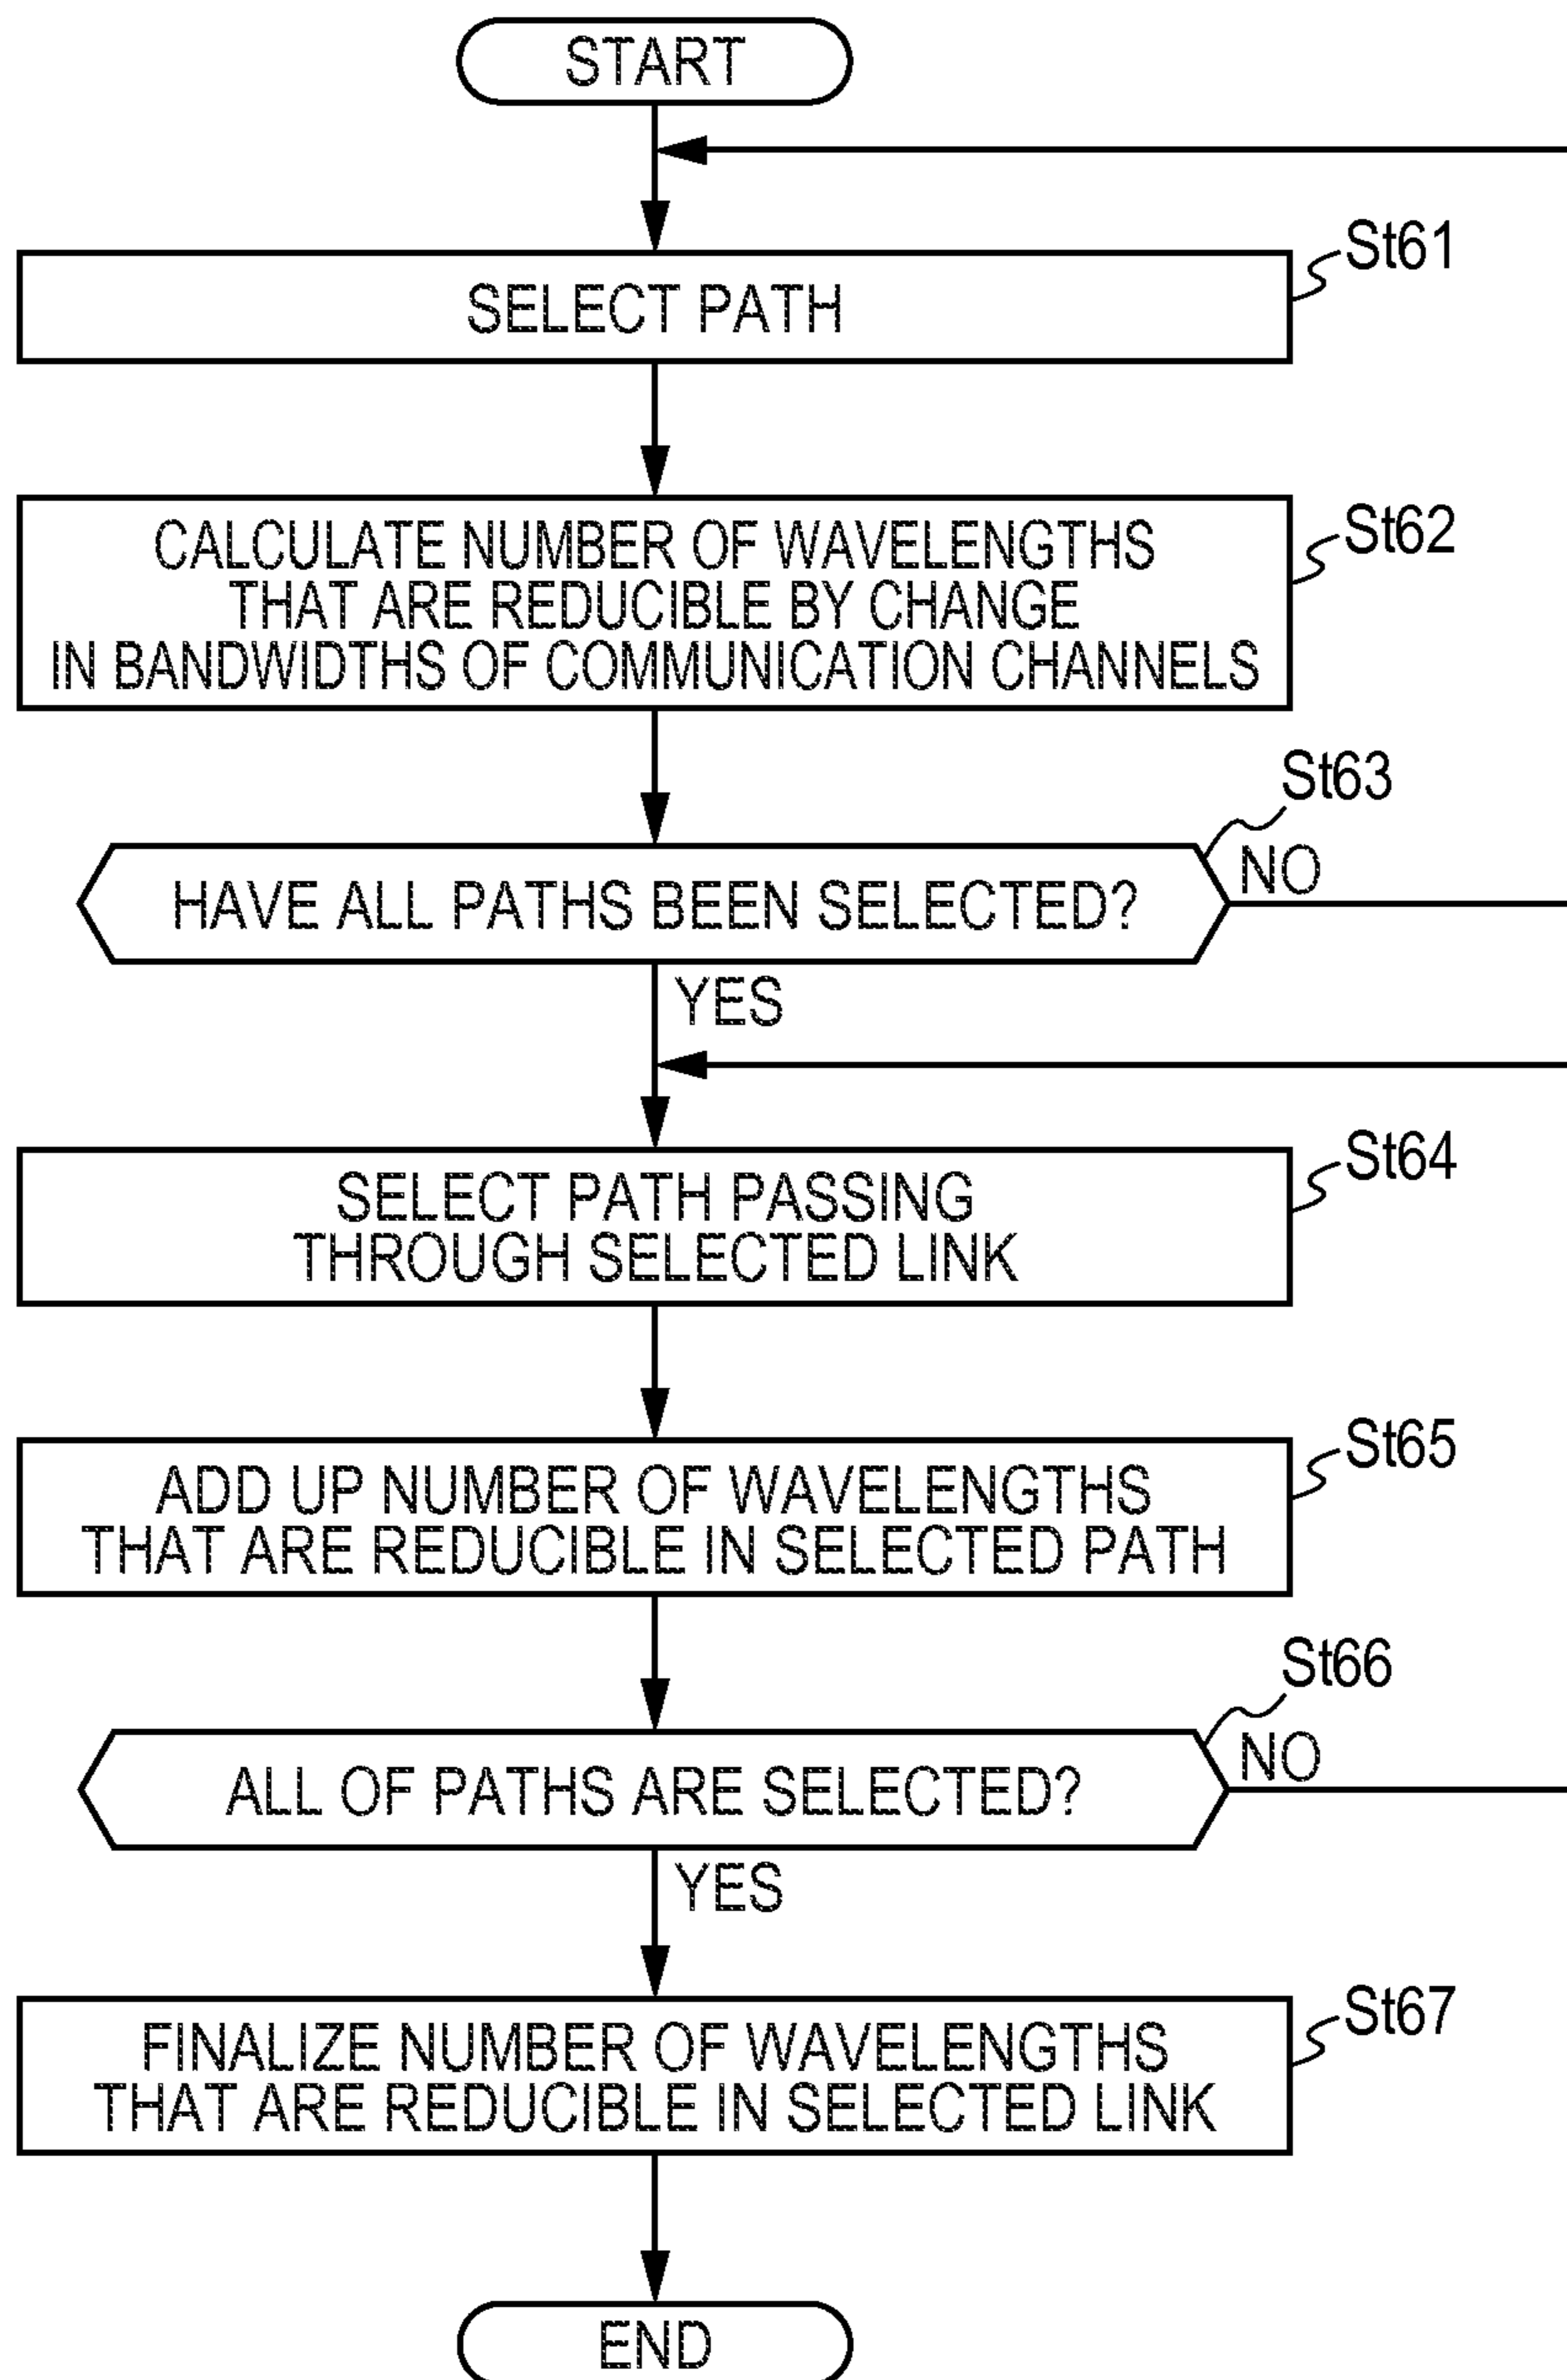 START
St61
SELECT PATH
St62
CALCULATE NUMBER OF WAVELENGTHS
THAT ARE REDUCIBLE BY CHANGE
IN BANDWIDTHS OF COMMUNICATION CHANNELS
St63
HAVE ALL PATHS BEEN SELECTED?
NO
YES
St64
SELECT PATH PASSING
THROUGH SELECTED LINK
St65
ADD UP NUMBER OF WAVELENGTHS
THAT ARE REDUCIBLE IN SELECTED PATH
St66
ALL OF PATHS ARE SELECTED?
NO
YES
St67
FINALIZE NUMBER OF WAVELENGTHS
THAT ARE REDUCIBLE IN SELECTED LINK
END